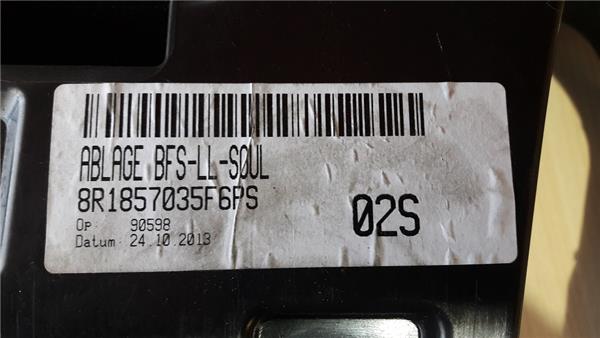 ABLAGE BFS-LL-SOUL
8R1857035F6PS
02S
Op 90598
Datum 24.10.2013